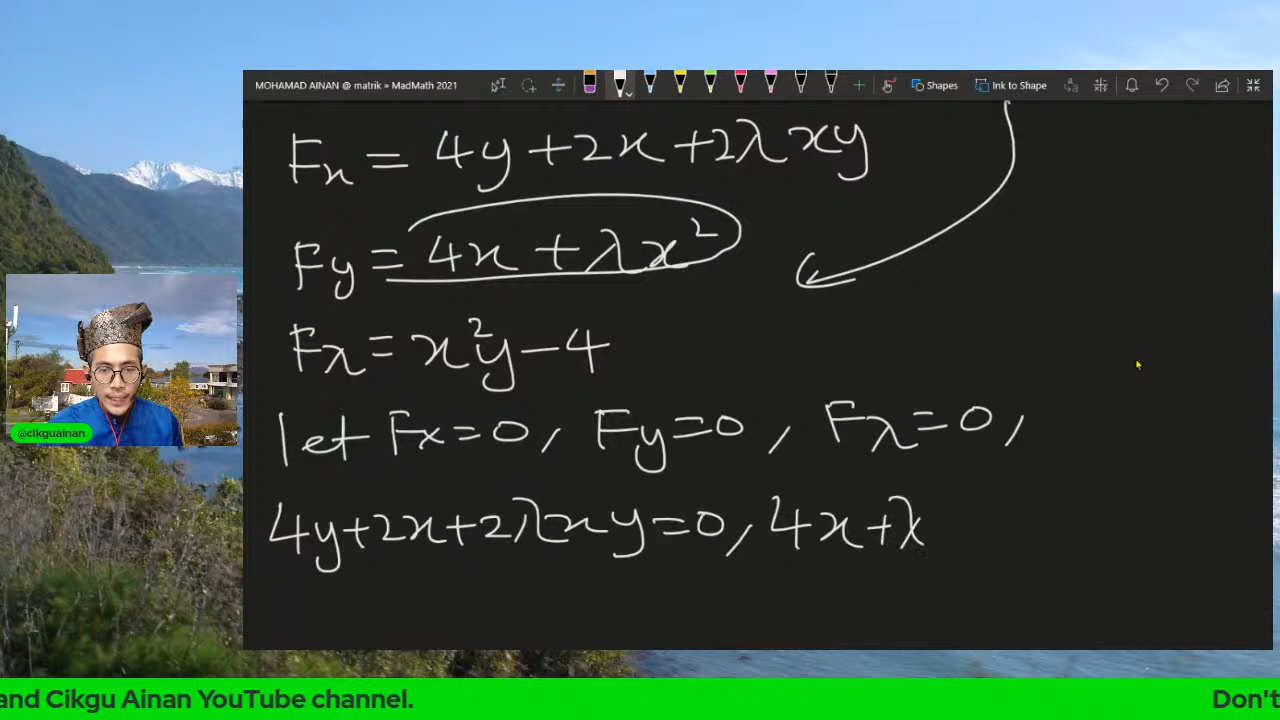 MOHAMAD AINAN @ matrik » MadMath 2021
Shapes
Ink to Shape
Fx = 4y+2x+2λxy
Fy = 4x + λx²
Fλ = x²y-4
let Fx=0, Fy=0, Fλ=0,
4y+2x+2λxy=0, 4x+λ
@cikguainan
and Cikgu Ainan YouTube channel.
Don't